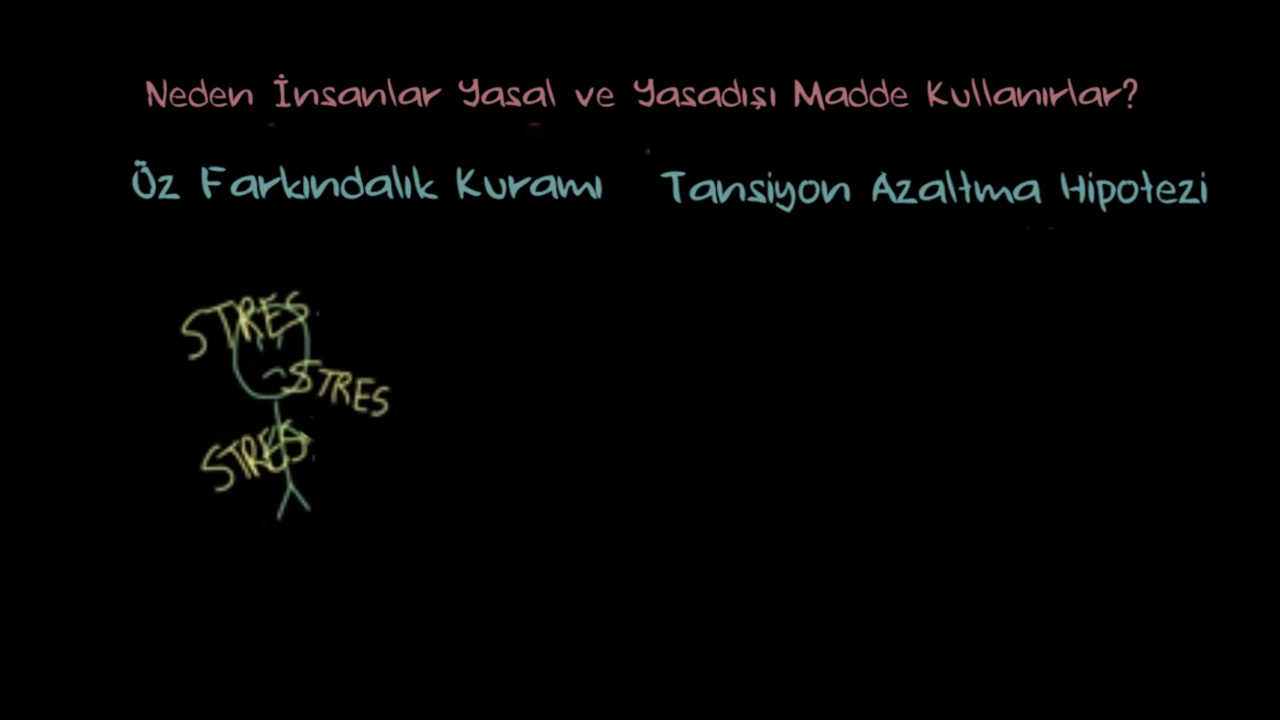 Neden İnsanlar Yasal ve Yasadışı Madde Kullanırlar?
Öz Farkındalık Kuramı Tansiyon Azaltma Hipotezi
STRES
STRES
STRES